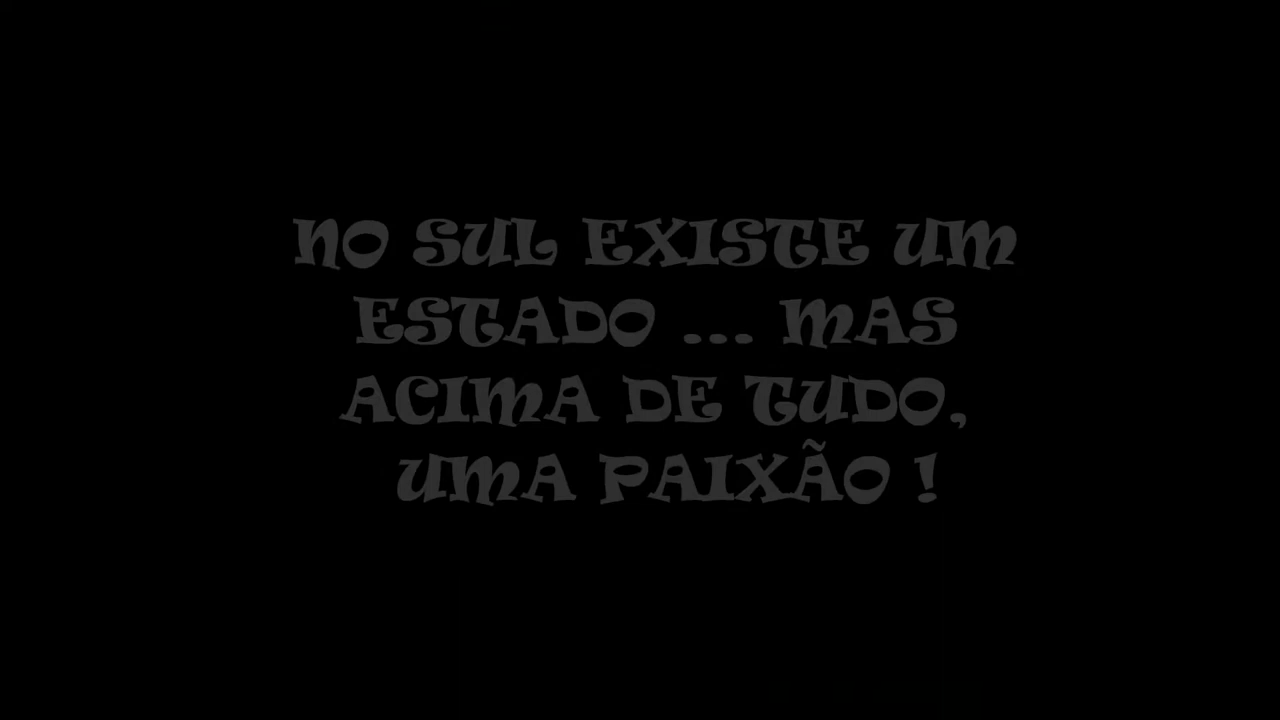 NO SUL EXISTE UM
ESTADO ... MAS
ACIMA DE TUDO,
UMA PAIXÃO !